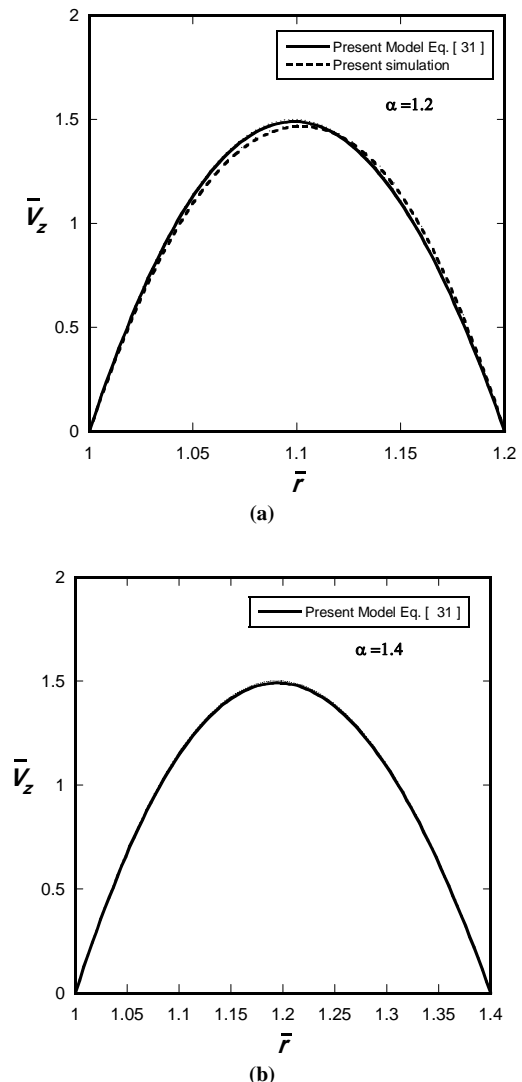 2
Present Model Eq. [ 31 ]
Present simulation
α =1.2
1.5
V̅z
1
0.5
0
1 1.05 1.1 1.15 1.2
r̅
(a)
2
Present Model Eq. [ 31 ]
α =1.4
1.5
V̅z
1
0.5
0
1 1.05 1.1 1.15 1.2 1.25 1.3 1.35 1.4
r̅
(b)